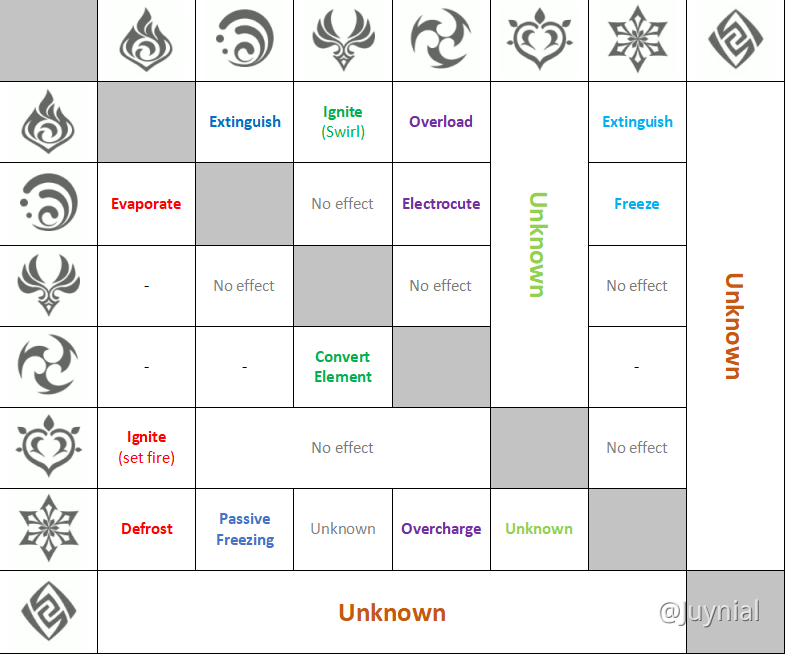 Extinguish
Ignite
(Swirl)
Overload
Extinguish
Evaporate
No effect
Electrocute
Freeze
-
No effect
No effect
No effect
-
-
Convert
Element
-
Unknown
Unknown
Ignite
(set fire)
No effect
No effect
Defrost
Passive
Freezing
Unknown
Overcharge
Unknown
Unknown
@Juynial